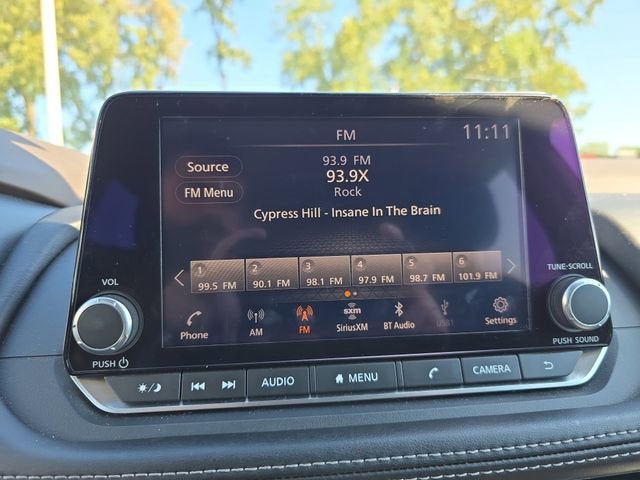 FM
11:11
Source
93.9 FM
93.9X
FM Menu
Rock
Cypress Hill - Insane In The Brain
1 2 3 4 5 6
99.5 FM 90.1 FM 98.1 FM 97.9 FM 98.7 FM 101.9 FM
sxm
Phone AM FM SiriusXM BT Audio USB1 Settings
VOL
TUNE·SCROLL
PUSH
PUSH SOUND
AUDIO MENU CAMERA